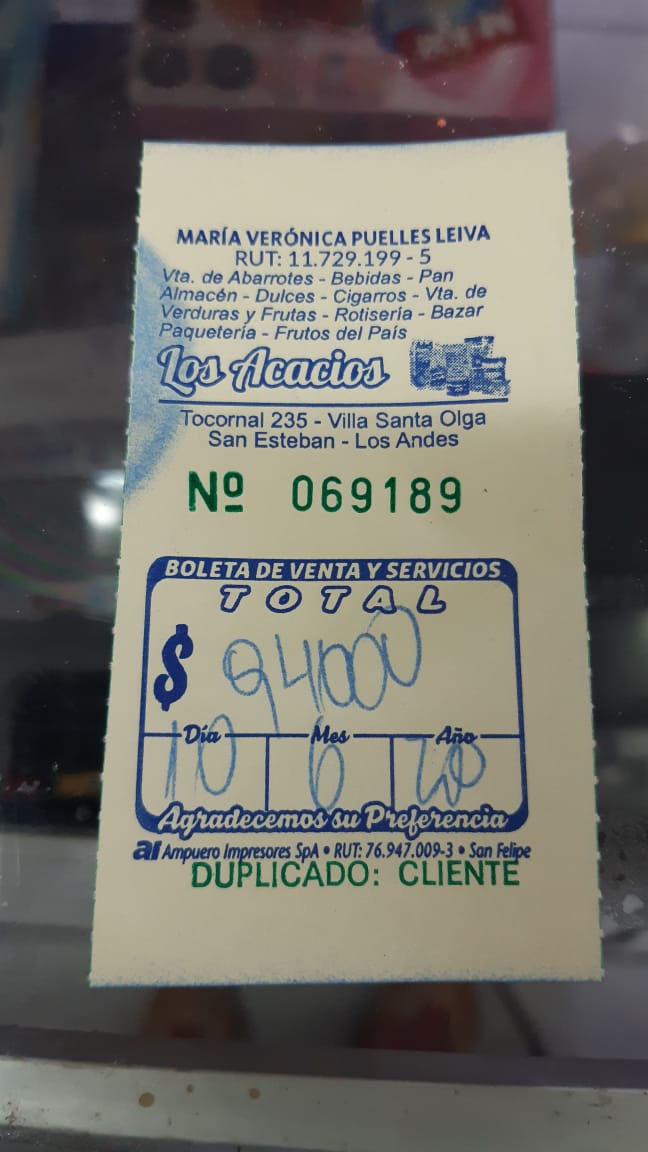 MARÍA VERÓNICA PUELLES LEIVA
RUT: 11.729.199 - 5
Vta. de Abarrotes - Bebidas - Pan
Almacén - Dulces - Cigarros - Vta. de
Verduras y Frutas - Rotisería - Bazar
Paquetería - Frutos del País
Los Acacios
Tocornal 235 - Villa Santa Olga
San Esteban - Los Andes
Nº 069189
BOLETA DE VENTA Y SERVICIOS
TOTAL
$ 94000
Día Mes Año
10 6 20
Agradecemos su Preferencia
aI Ampuero Impresores SpA • RUT: 76.947.009-3 • San Felipe
DUPLICADO: CLIENTE